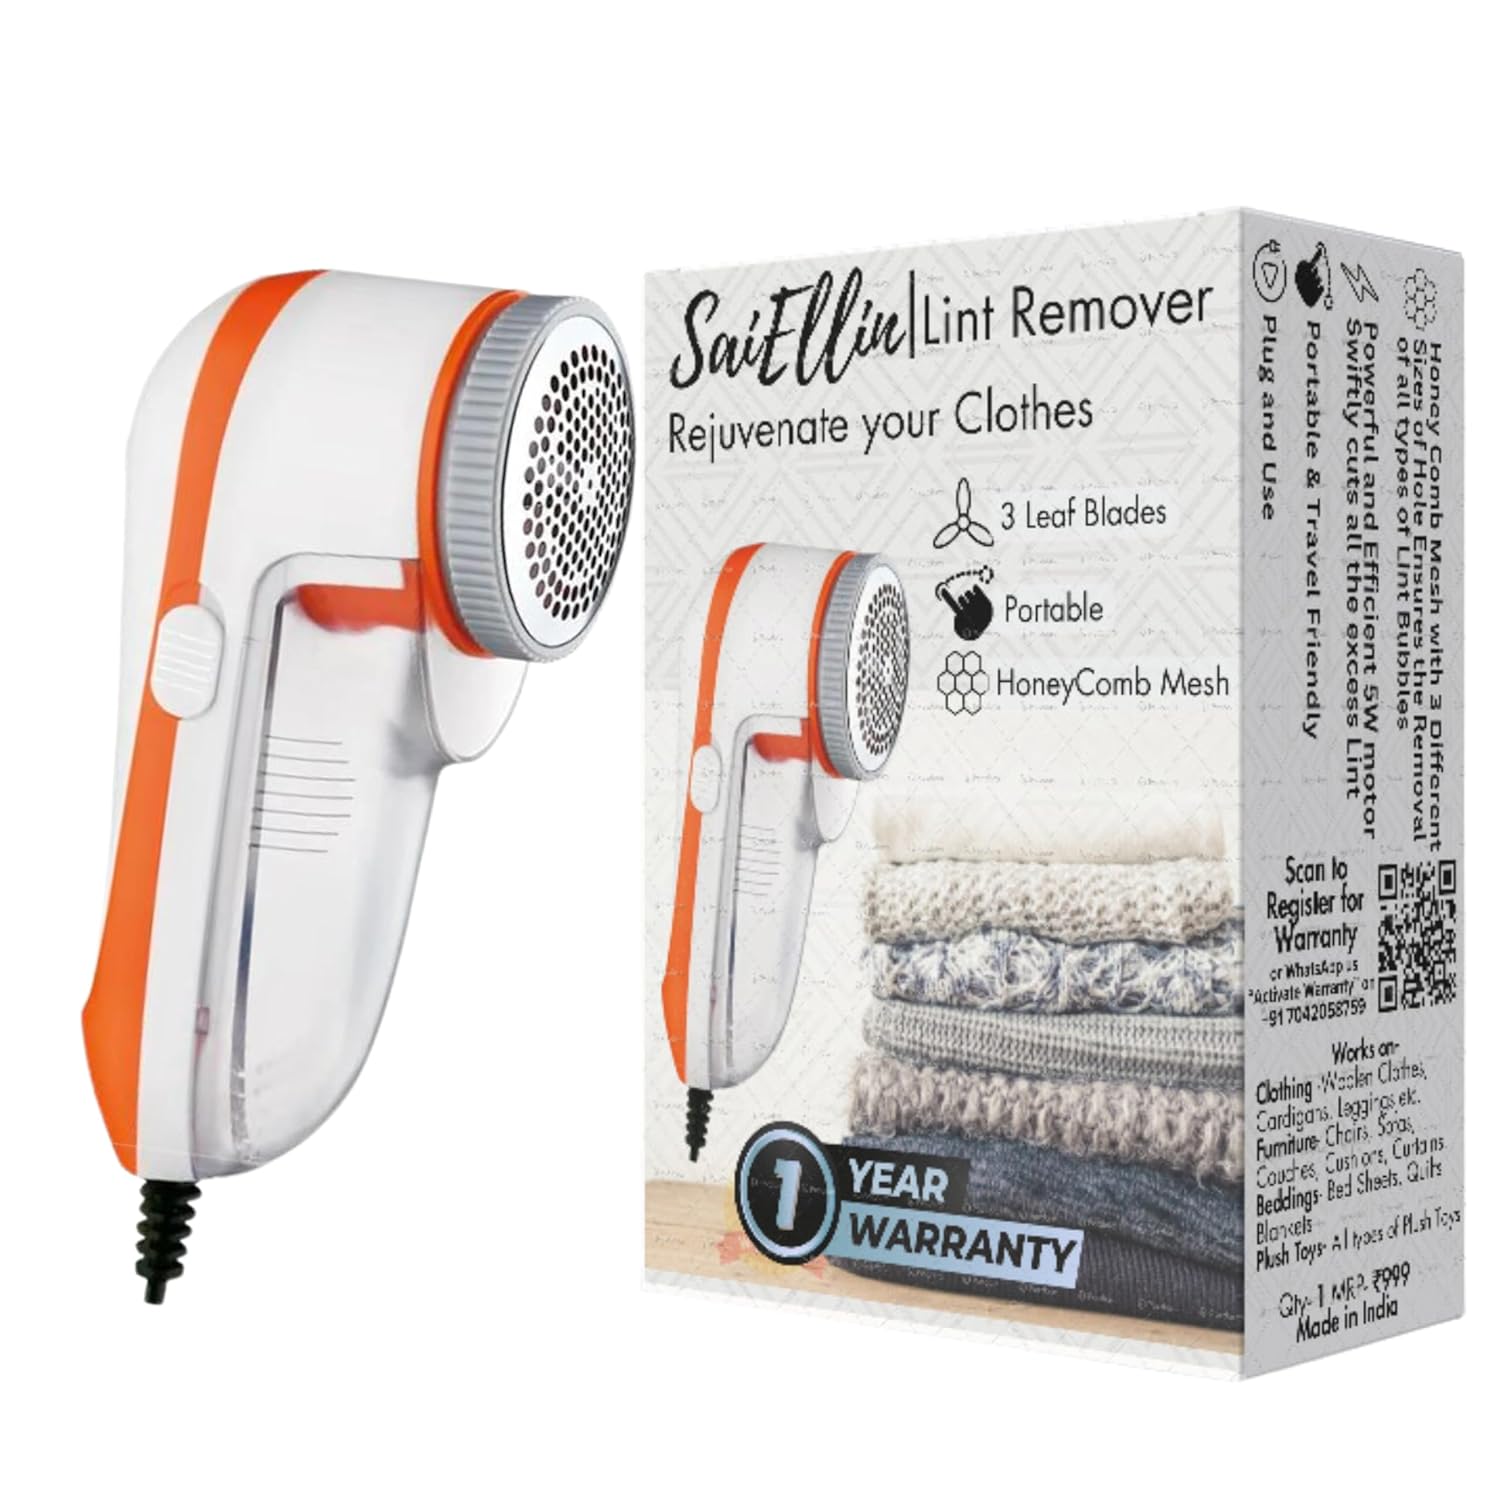 SaiEllin|Lint Remover
Rejuvenate your Clothes
3 Leaf Blades
Portable
HoneyComb Mesh
1
YEAR
WARRANTY
Honey Comb Mesh with 3 Different
Sizes of Hole Ensures the Removal
of all types of Lint Bubbles
Powerful and Efficient 5W motor
Swiftly cuts all the excess Lint
Portable & Travel Friendly
Plug and Use
Scan to
Register for
Warranty
or WhatsApp us
"Activate Warranty" on
+917042058759
Works on-
Clothing -Woolen Clothes,
Cardigans, Leggings etc.
Furniture- Chairs, Sofas,
Couches, Cushions, Curtains
Beddings- Bed Sheets, Quilts
Blankets
Plush Toys- All types of Plush Toys
Qty- 1 MRP- ₹999
Made in India